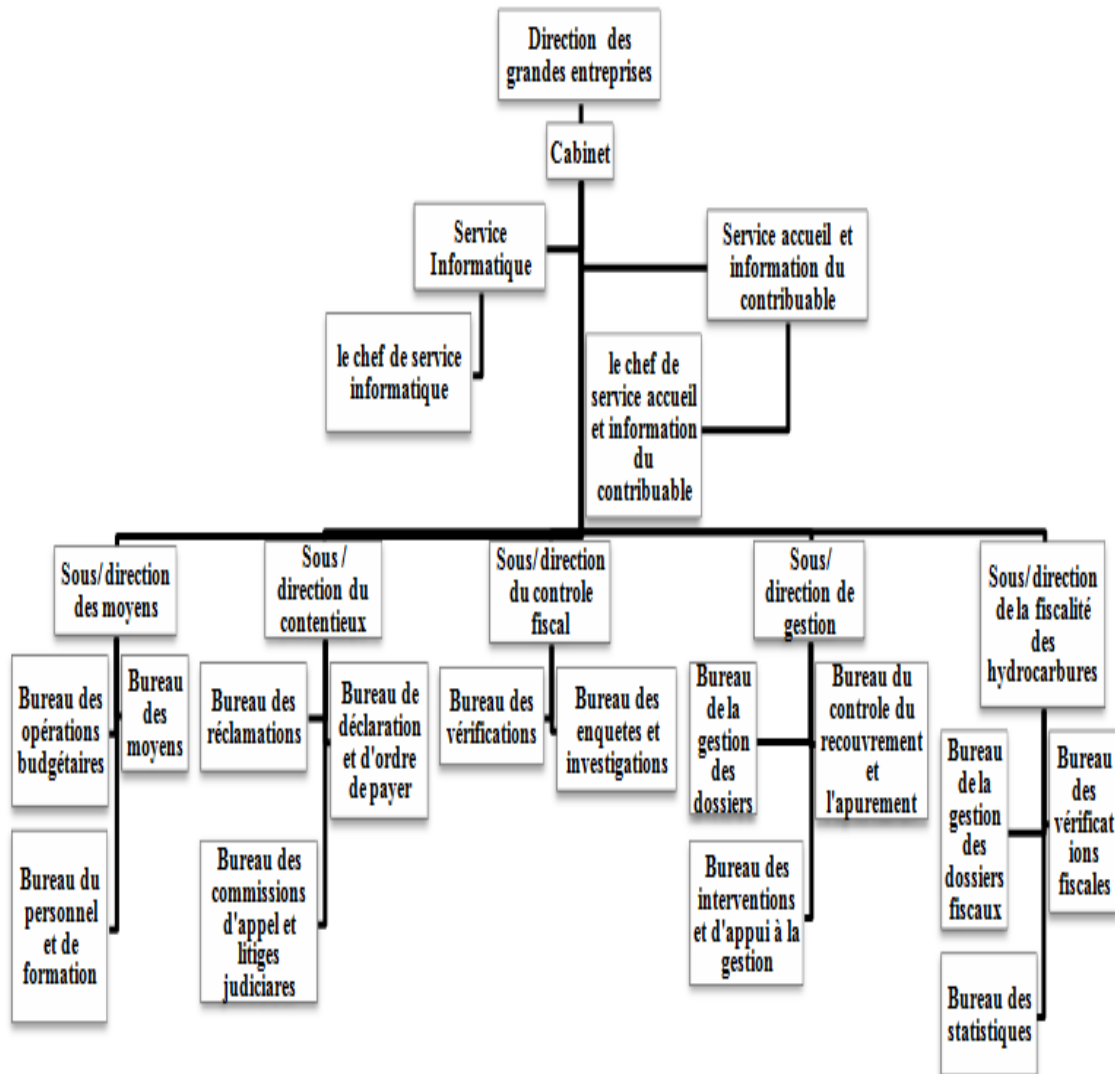 Direction des
grandes entreprises
Cabinet
Service
Informatique
Service accueil et
information du
contribuable
le chef de service
informatique
le chef de
service accueil
et information
du
contribuable
Sous/direction
des moyens
Sous/
direction du
contentieux
Sous/direction
du controle
fiscal
Sous/
direction de
gestion
Sous/direction
de la fiscalité
des
hydrocarbures
Bureau des
opérations
budgétaires
Bureau
des
moyens
Bureau du
personnel
et de
formation
Bureau des
réclamations
Bureau de
déclaration
et d'ordre
de payer
Bureau des
commissions
d'appel et
litiges
judiciares
Bureau des
vérifications
Bureau des
enquetes et
investigations
Bureau
de la
gestion
des
dossiers
Bureau du
controle du
recouvrement
et
l'apurement
Bureau des
interventions
et d'appui à la
gestion
Bureau
de la
gestion
des
dossiers
fiscaux
Bureau
des
vérificat
ions
fiscales
Bureau des
statistiques